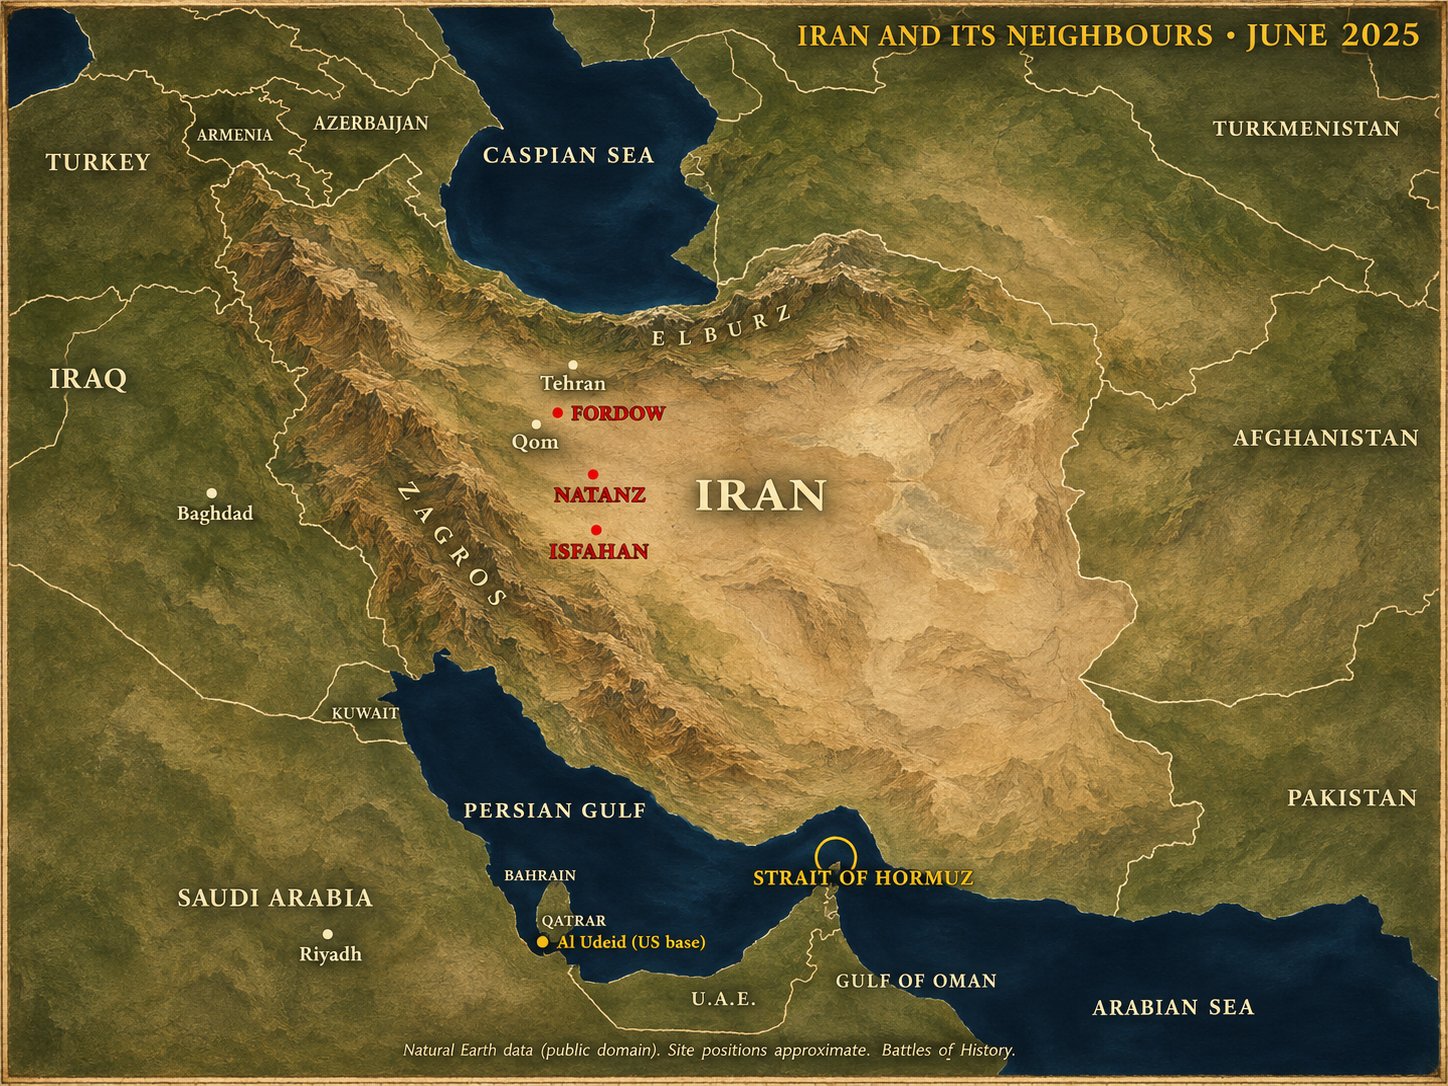 IRAN AND ITS NEIGHBOURS • JUNE 2025
ARMENIA
AZERBAIJAN
TURKEY
CASPIAN SEA
TURKMENISTAN
ELBURZ
IRAQ
Tehran
FORDOW
Qom
AFGHANISTAN
NATANZ
IRAN
Baghdad
ZAGROS
ISFAHAN
KUWAIT
PERSIAN GULF
PAKISTAN
BAHRAIN
STRAIT OF HORMUZ
SAUDI ARABIA
QATRAR
Al Udeid (US base)
Riyadh
GULF OF OMAN
U.A.E.
ARABIAN SEA
Natural Earth data (public domain). Site positions approximate. Battles of History.